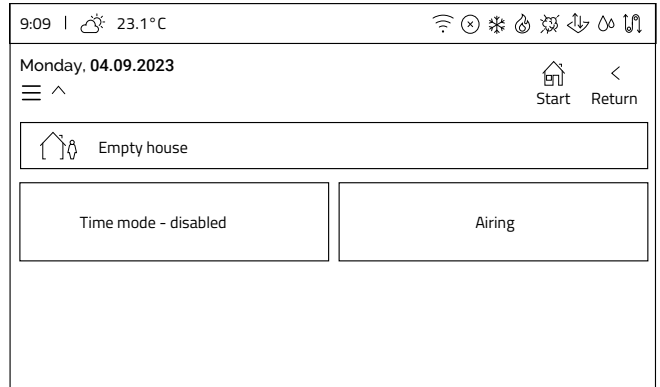 9:09 | 23.1°C
Monday, 04.09.2023
Start Return
Empty house
Time mode - disabled Airing